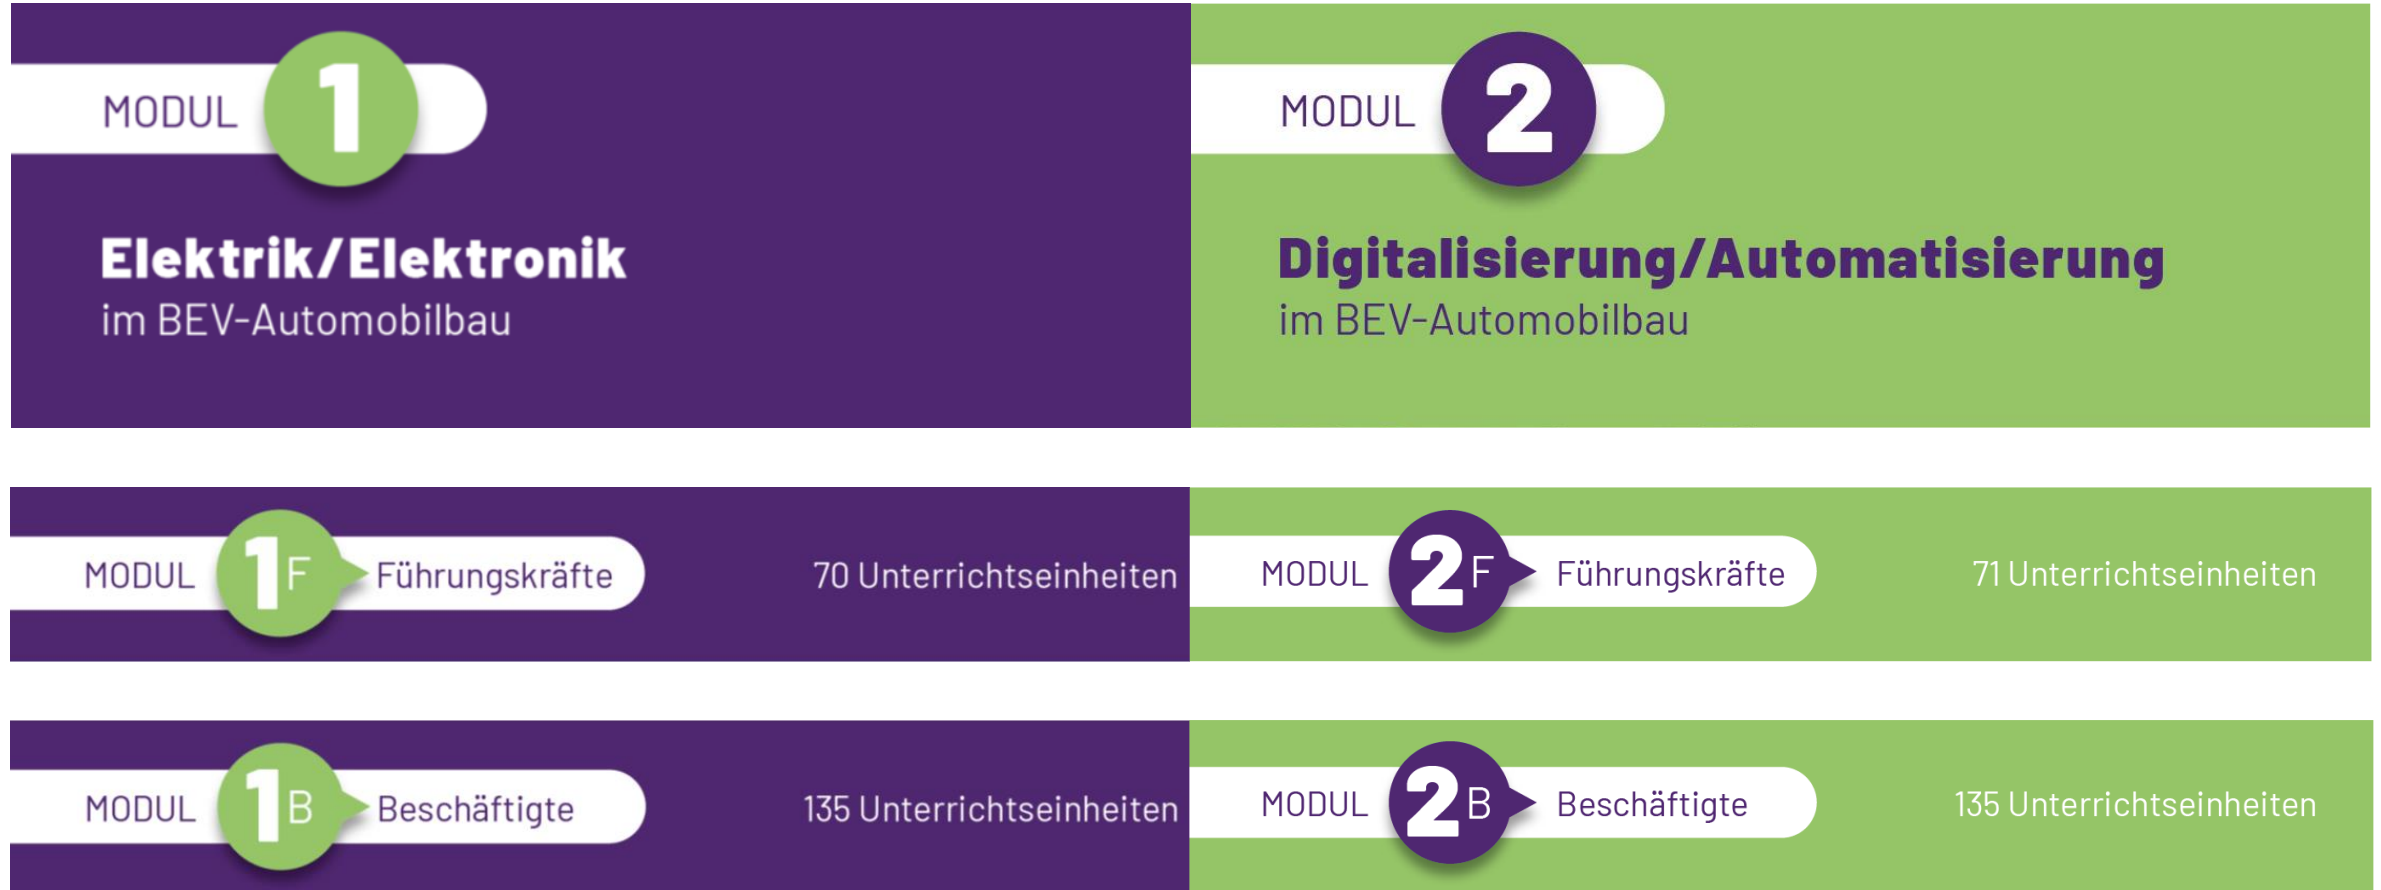 MODUL 1
Elektrik/Elektronik
im BEV-Automobilbau
MODUL 2
Digitalisierung/Automatisierung
im BEV-Automobilbau
MODUL 1F Führungskräfte 70 Unterrichtseinheiten
MODUL 2F Führungskräfte 71 Unterrichtseinheiten
MODUL 1B Beschäftigte 135 Unterrichtseinheiten
MODUL 2B Beschäftigte 135 Unterrichtseinheiten